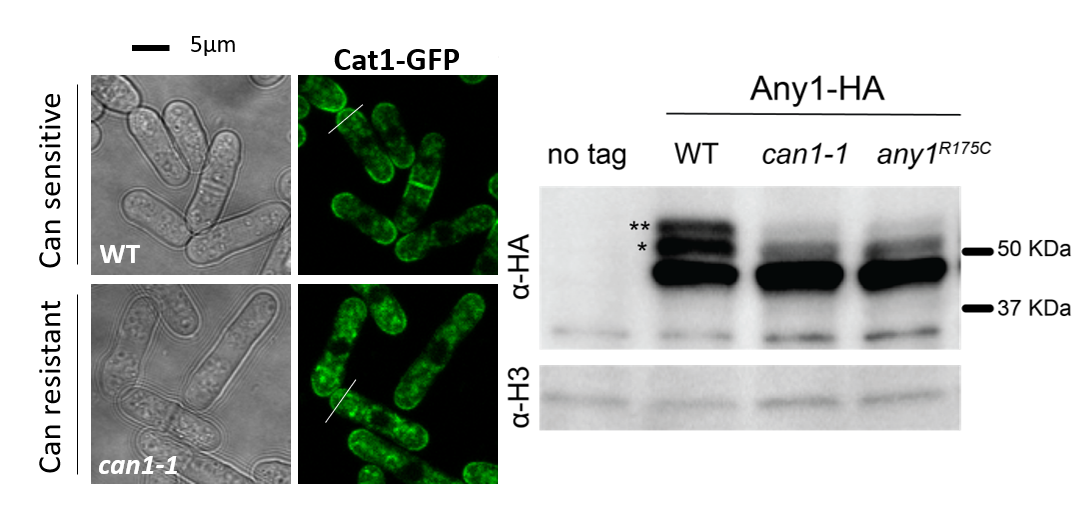 5µm
Cat1-GFP
Can sensitive
WT
Can resistant
can1-1
Any1-HA
no tag
WT
can1-1
any1R175C
α-HA
**
*
50 KDa
37 KDa
α-H3